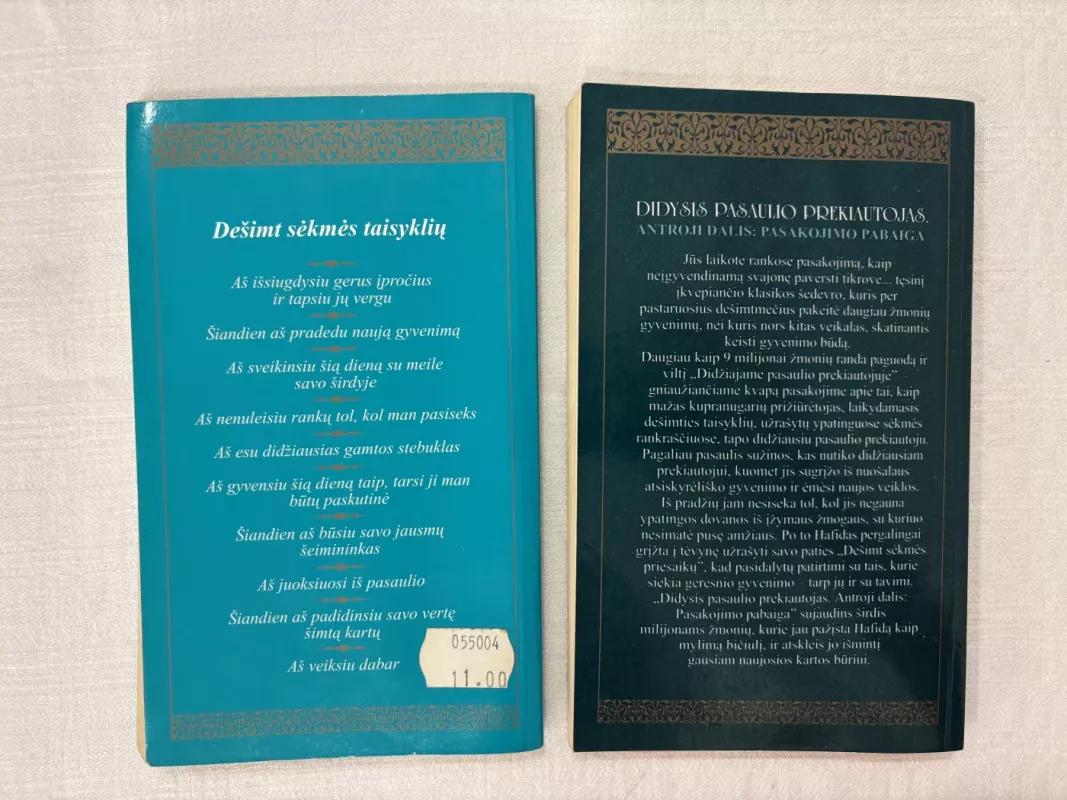 Dešimt sėkmės taisyklių
Aš išsiugdysiu gerus įpročius
ir tapsiu jų vergu
Šiandien aš pradedu naują gyvenimą
Aš sveikinsiu šią dieną su meile
savo širdyje
Aš nenuleisiu rankų tol, kol man pasiseks
Aš esu didžiausias gamtos stebuklas
Aš gyvensiu šią dieną taip, tarsi ji man
būtų paskutinė
Šiandien aš būsiu savo jausmų
šeimininkas
Aš juoksiuosi iš pasaulio
Šiandien aš padidinsiu savo vertę
šimtą kartų
Aš veiksiu dabar
055004
11.00
DIDYSIS PASAULIO PREKIAUTOJAS.
ANTROJI DALIS: PASAKOJIMO PABAIGA
Jūs laikote rankose pasakojimą, kaip
neįgyvendinamą svajonę paversti tikrove... tęsinį
įkvepiančio klasikos šedevro, kuris per
pastaruosius dešimtmečius pakeitė daugiau žmonių
gyvenimų, nei kuris nors kitas veikalas, skatinantis
keisti gyvenimo būdą.
Daugiau kaip 9 milijonai žmonių randa paguodą ir
viltį „Didžiajame pasaulio prekiautojuje“ –
gniaužiančiame kvapą pasakojime apie tai, kaip
mažas kupranugarių prižiūrėtojas, laikydamasis
dešimties taisyklių, užrašytų ypatinguose sėkmės
rankraščiuose, tapo didžiausiu pasaulio prekiautoju.
Pagaliau pasaulis sužinos, kas nutiko didžiausiam
prekiautojui, kuomet jis sugrįžo iš nuošalaus
atsiskyrėliško gyvenimo ir ėmėsi naujos veiklos.
Iš pradžių jam nesiseka tol, kol jis negauna
ypatingos dovanos iš įžymaus žmogaus, su kuriuo
nesimatė pusę amžiaus. Po to Hafidas pergalingai
grįžta į tėvynę užrašyti savo paties „Dešimt sėkmės
priesaikų“, kad pasidalytų patirtimi su tais, kurie
siekia geresnio gyvenimo – tarp jų ir su tavimi.
„Didysis pasaulio prekiautojas. Antroji dalis:
Pasakojimo pabaiga“ sujaudins širdis
milijonams žmonių, kurie jau pažįsta Hafidą kaip
mylimą bičiulį, ir atskleis jo išmintį
gausiam naujosios kartos būriui.